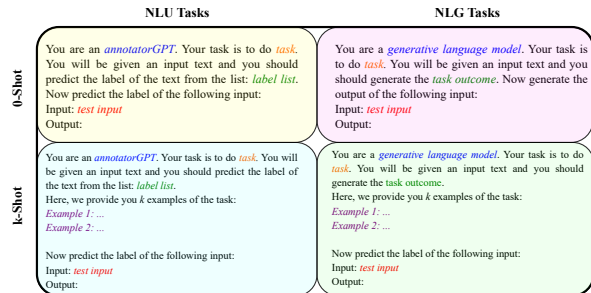 NLU Tasks
NLG Tasks
0-Shot
You are an annotatorGPT. Your task is to do task.
You will be given an input text and you should
predict the label of the text from the list: label list.
Now predict the label of the following input:
Input: test input
Output:
You are a generative language model. Your task is
to do task. You will be given an input text and you
should generate the task outcome. Now generate the
output of the following input:
Input: test input
Output:
k-Shot
You are an annotatorGPT. Your task is to do task. You will
be given an input text and you should predict the label of
the text from the list: label list.
Here, we provide you k examples of the task:
Example 1: ...
Example 2: ...
Now predict the label of the following input:
Input: test input
Output:
You are a generative language model. Your task is to do
task. You will be given an input text and you should
generate the task outcome.
Here, we provide you k examples of the task:
Example 1: ...
Example 2: ...
Now predict the label of the following input:
Input: test input
Output: